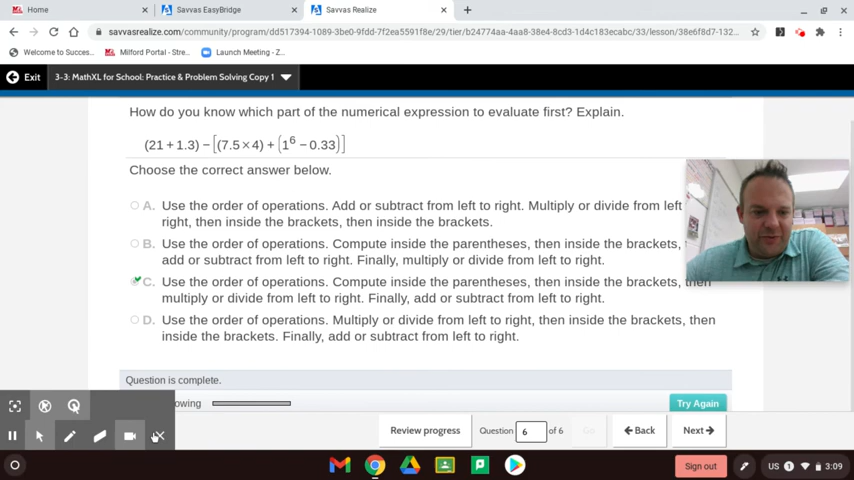 Home
Savvas EasyBridge
Savvas Realize
savvasrealize.com/community/program/dd517394-1089-3be0-9fdd-7f2ea5591f8e/29/tier/b24774aa-4aa8-38e4-8cd3-1d4c183ecabc/33/lesson/38e6f8d7-132...
Welcome to Succes...
Milford Portal - Stre...
Launch Meeting - Z...
Exit
3-3: MathXL for School: Practice & Problem Solving Copy 1
How do you know which part of the numerical expression to evaluate first? Explain.
(21 + 1.3) − [(7.5 × 4) + (1⁶ − 0.33)]
Choose the correct answer below.
A. Use the order of operations. Add or subtract from left to right. Multiply or divide from left
right, then inside the brackets, then inside the brackets.
B. Use the order of operations. Compute inside the parentheses, then inside the brackets,
add or subtract from left to right. Finally, multiply or divide from left to right.
C. Use the order of operations. Compute inside the parentheses, then inside the brackets, then
multiply or divide from left to right. Finally, add or subtract from left to right.
D. Use the order of operations. Multiply or divide from left to right, then inside the brackets, then
inside the brackets. Finally, add or subtract from left to right.
Question is complete.
owing
Try Again
Review progress
Question 6 of 6
Go
Back
Next
Sign out
US
1
3:09